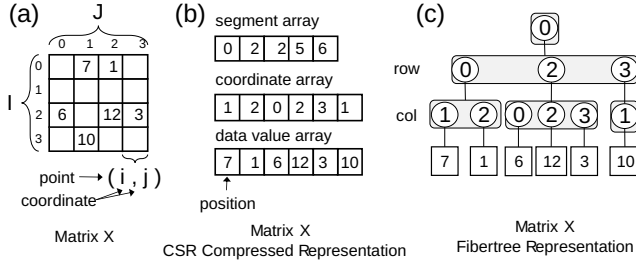 (a)
J
0 1 2 3
I
0 7 1
1
2 6 12 3
3 10
point → ( i , j )
coordinate
Matrix X
(b)
segment array
0 2 2 5 6
coordinate array
1 2 0 2 3 1
data value array
7 1 6 12 3 10
position
Matrix X
CSR Compressed Representation
(c)
0
row 0 2 3
col 1 2 0 2 3 1
7 1 6 12 3 10
Matrix X
Fibertree Representation